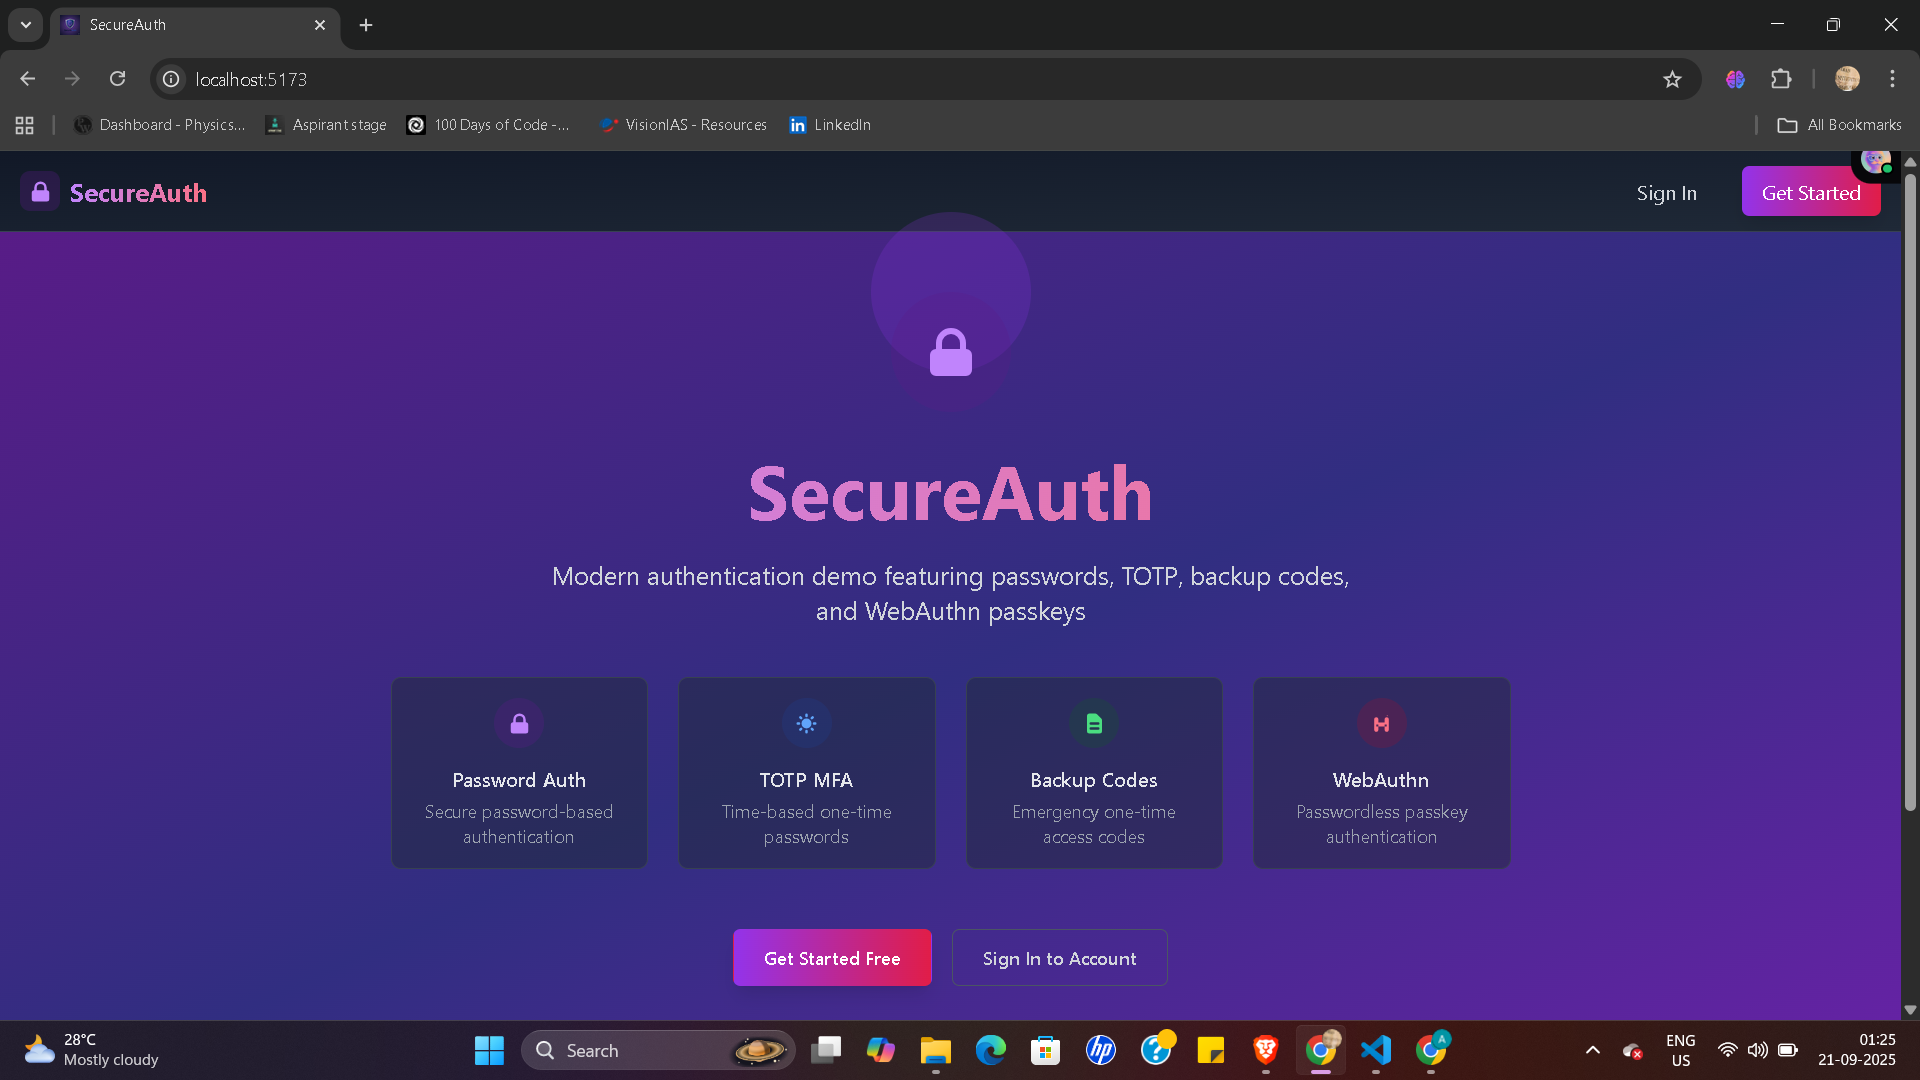 SecureAuth
localhost:5173
Dashboard - Physics...
Aspirant stage
100 Days of Code -...
VisionIAS - Resources
in LinkedIn
All Bookmarks
SecureAuth
Sign In
Get Started
SecureAuth
Modern authentication demo featuring passwords, TOTP, backup codes,
and WebAuthn passkeys
Password Auth
Secure password-based
authentication
TOTP MFA
Time-based one-time
passwords
Backup Codes
Emergency one-time
access codes
WebAuthn
Passwordless passkey
authentication
Get Started Free
Sign In to Account
28°C
Mostly cloudy
Search
hp
?
A
ENG
US
01:25
21-09-2025